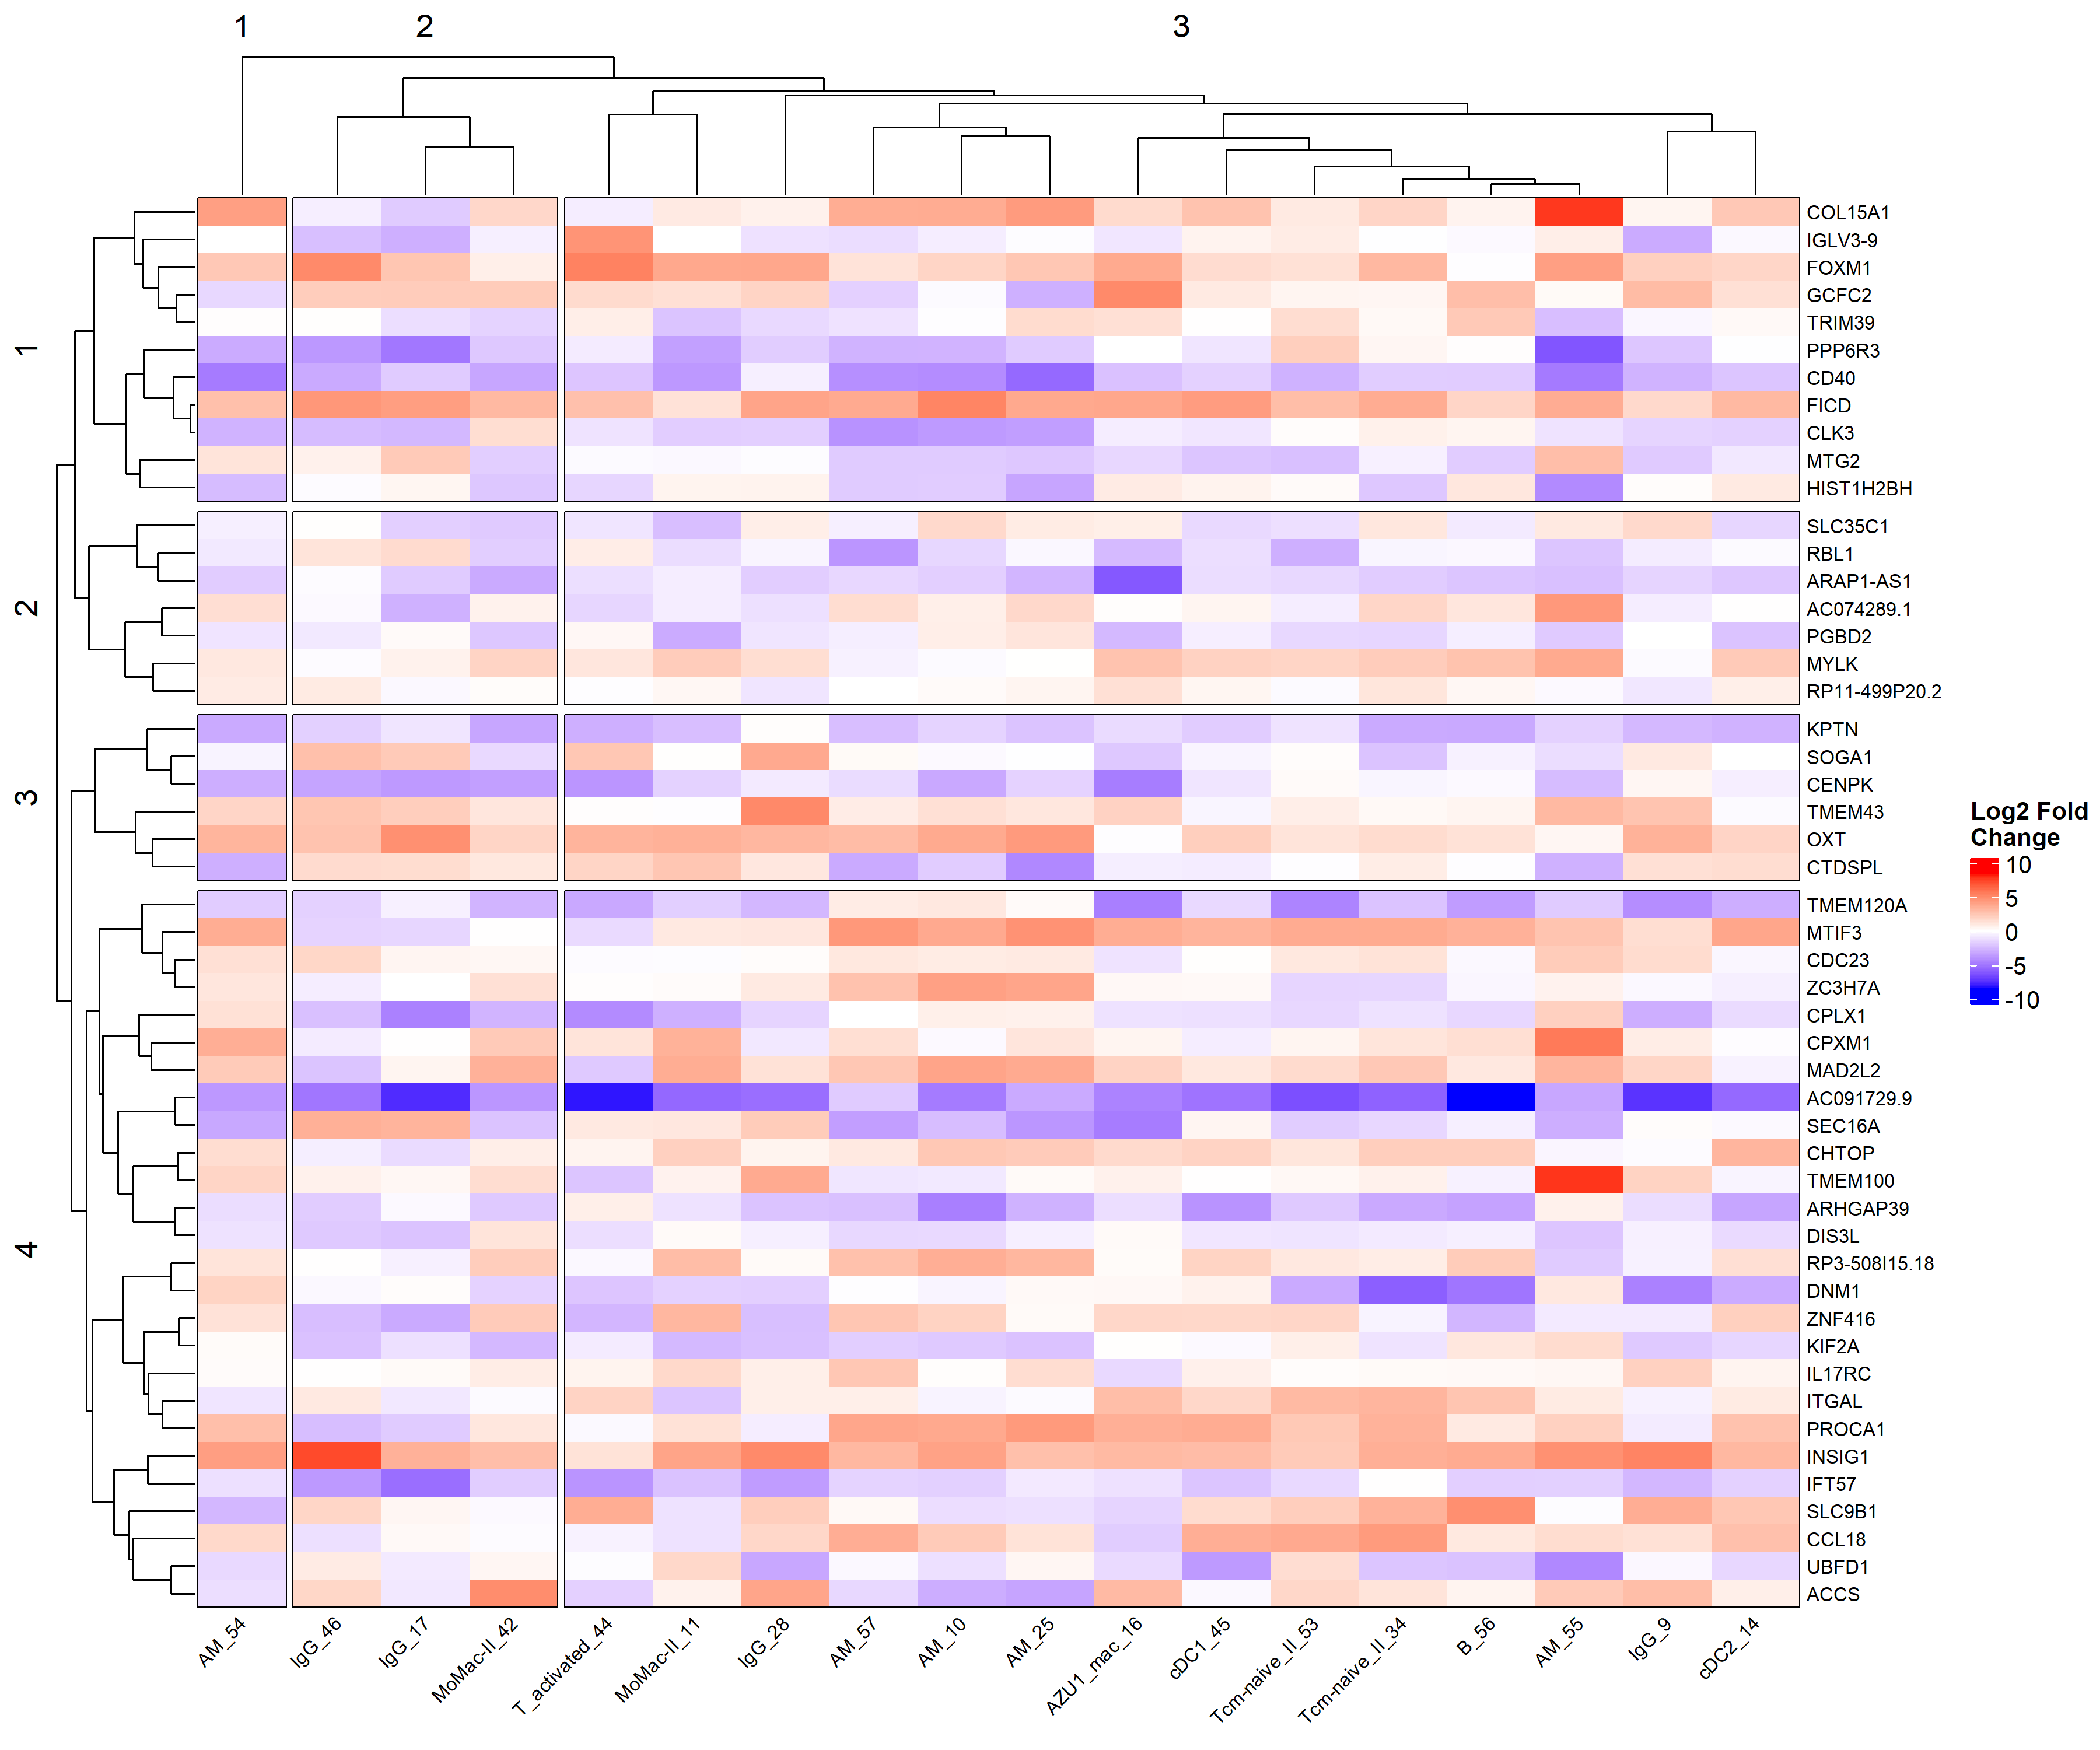 1
2
3
1
2
3
4
COL15A1
IGLV3-9
FOXM1
GCFC2
TRIM39
PPP6R3
CD40
FICD
CLK3
MTG2
HIST1H2BH
SLC35C1
RBL1
ARAP1-AS1
AC074289.1
PGBD2
MYLK
RP11-499P20.2
KPTN
SOGA1
CENPK
TMEM43
OXT
CTDSPL
TMEM120A
MTIF3
CDC23
ZC3H7A
CPLX1
CPXM1
MAD2L2
AC091729.9
SEC16A
CHTOP
TMEM100
ARHGAP39
DIS3L
RP3-508I15.18
DNM1
ZNF416
KIF2A
IL17RC
ITGAL
PROCA1
INSIG1
IFT57
SLC9B1
CCL18
UBFD1
ACCS
Log2 Fold
Change
10
5
0
-5
-10
AM_54
IgG_46
IgG_17
MoMac-II_42
T_activated_44
MoMac-II_11
IgG_28
AM_57
AM_10
AM_25
AZU1_mac_16
cDC1_45
Tcm-naive_II_53
Tcm-naive_II_34
B_56
AM_55
IgG_9
cDC2_14